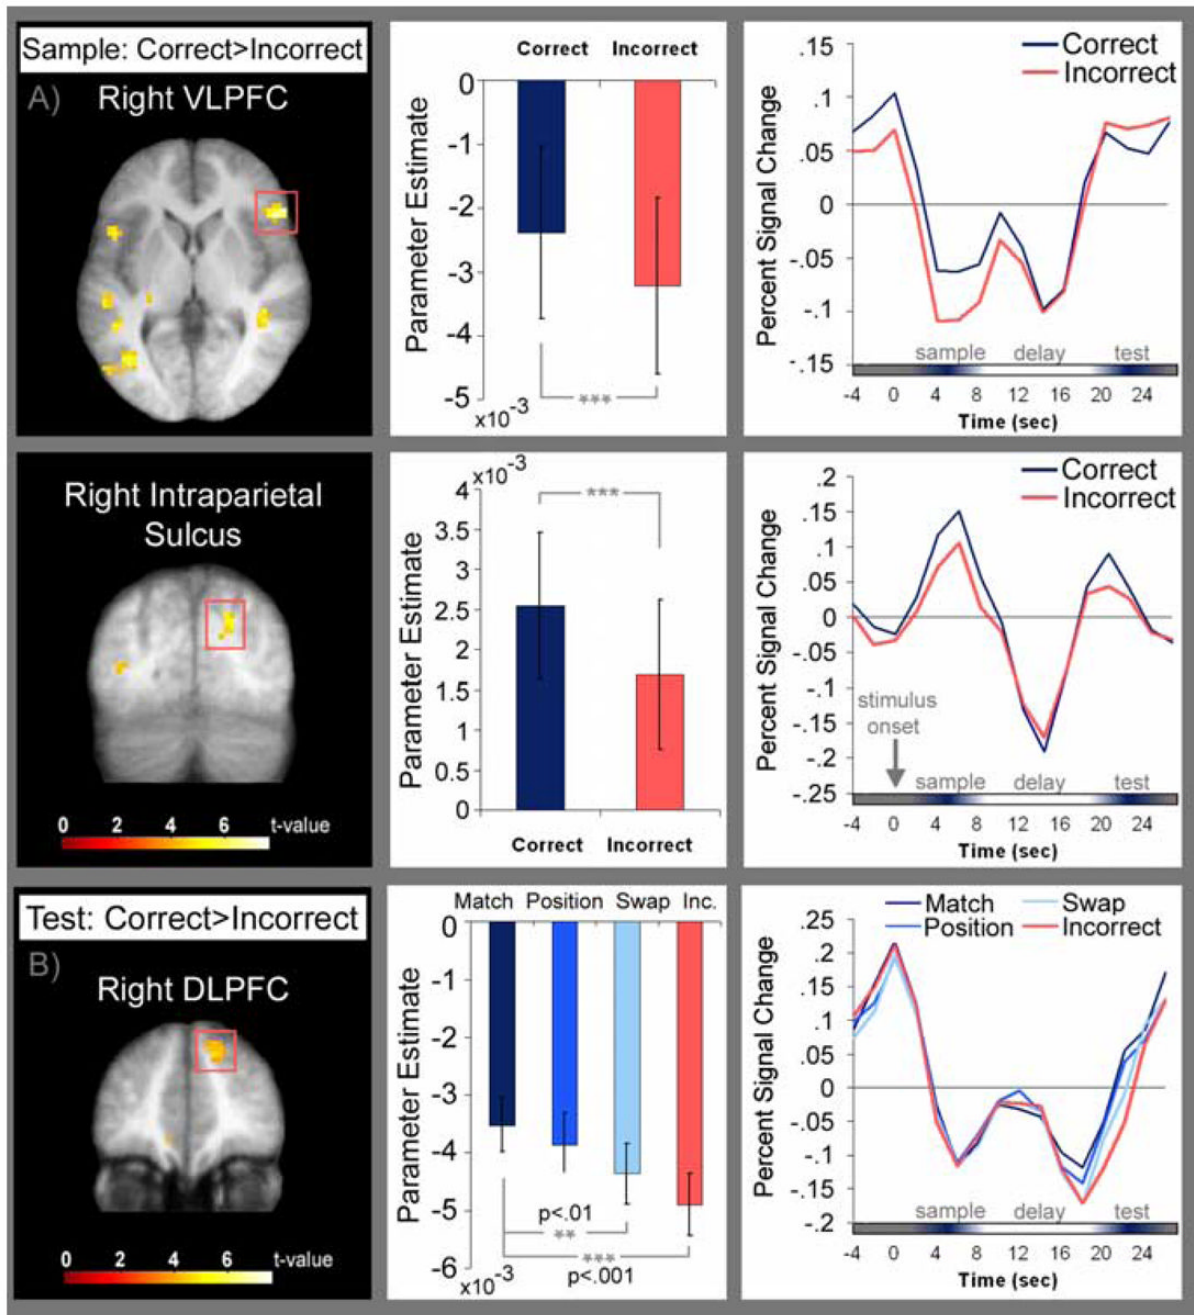 Sample: Correct>Incorrect
A)
Right VLPFC
Correct Incorrect
Parameter Estimate
0
-1
-2
-3
-4
-5
x10-3
***
Correct
Incorrect
Percent Signal Change
.15
.1
.05
0
-.05
-.1
-.15
sample delay test
-4 0 4 8 12 16 20 24
Time (sec)
Right Intraparietal
Sulcus
0 2 4 6 t-value
x10-3
Parameter Estimate
4
3.5
3
2.5
2
1.5
1
0.5
0
***
Correct Incorrect
Correct
Incorrect
Percent Signal Change
.2
.15
.1
.05
0
-.05
-.1
-.15
-.2
-.25
stimulus
onset
sample delay test
-4 0 4 8 12 16 20 24
Time (sec)
Test: Correct>Incorrect
B)
Right DLPFC
0 2 4 6 t-value
Match Position Swap Inc.
Parameter Estimate
0
-1
-2
-3
-4
-5
-6
x10-3
p<.01
**
***
p<.001
Match Swap
Position Incorrect
Percent Signal Change
.25
.2
.15
.1
.05
0
-.05
-.1
-.15
-.2
sample delay test
-4 0 4 8 12 16 20 24
Time (sec)